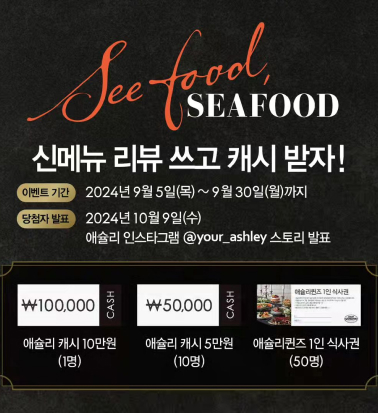 See food,
SEAFOOD
신메뉴 리뷰 쓰고 캐시 받자!
이벤트 기간 2024년 9월 5일(목) ~ 9월 30일(월)까지
당첨자 발표 2024년 10월 9일(수)
애슐리 인스타그램 @your_ashley 스토리 발표
₩100,000 CASH
₩50,000 CASH
애슐리퀸즈 1인 식사권
애슐리 캐시 10만원
(1명)
애슐리 캐시 5만원
(10명)
애슐리퀸즈 1인 식사권
(50명)